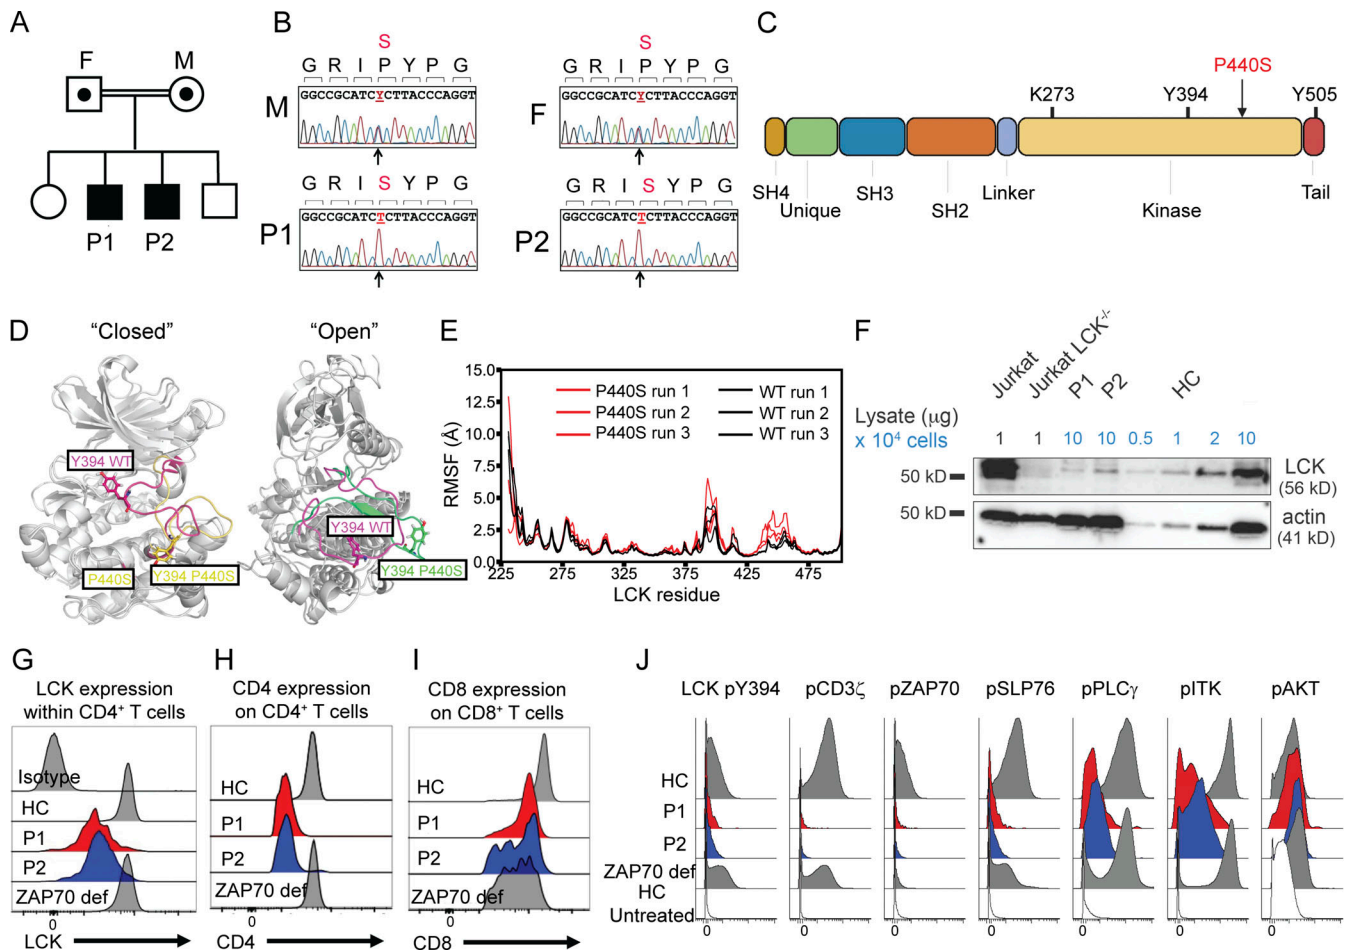 A
F
M
P1
P2
B
S
G R I P Y P G
M
GGCCGCATCYCTTACCCAGGT
S
G R I P Y P G
F
GGCCGCATCYCTTACCCAGGT
G R I S Y P G
P1
GGCCGCATCTCTTACCCAGGT
G R I S Y P G
P2
GGCCGCATCTCTTACCCAGGT
C
P440S
K273
Y394
Y505
SH4
Unique
SH3
SH2
Linker
Kinase
Tail
D
“Closed”
“Open”
Y394 WT
P440S
Y394 P440S
Y394 WT
Y394 P440S
E
15.0
12.5
10.0
7.5
5.0
2.5
0.0
RMSF (Å)
P440S run 1
P440S run 2
P440S run 3
WT run 1
WT run 2
WT run 3
225
275
325
375
425
475
LCK residue
F
Jurkat
Jurkat LCK-/-
P1
P2
HC
Lysate (μg)
x 10⁴ cells
1 1 10 10 0.5 1 2 10
50 kD
LCK
(56 kD)
50 kD
actin
(41 kD)
G
LCK expression
within CD4⁺ T cells
Isotype
HC
P1
P2
ZAP70 def
0
LCK
H
CD4 expression
on CD4⁺ T cells
HC
P1
P2
ZAP70 def
0
CD4
I
CD8 expression
on CD8⁺ T cells
HC
P1
P2
ZAP70 def
0
CD8
J
LCK pY394
pCD3ζ
pZAP70
pSLP76
pPLCγ
pITK
pAKT
HC
P1
P2
ZAP70 def
HC
Untreated
0
0
0
0
0
0
0